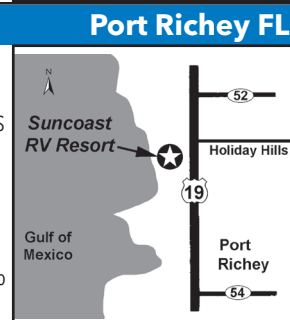 Port Richey FL
N
52
S
Suncoast
RV Resort
Holiday Hills
19
Gulf of
Mexico
Port
Richey
54